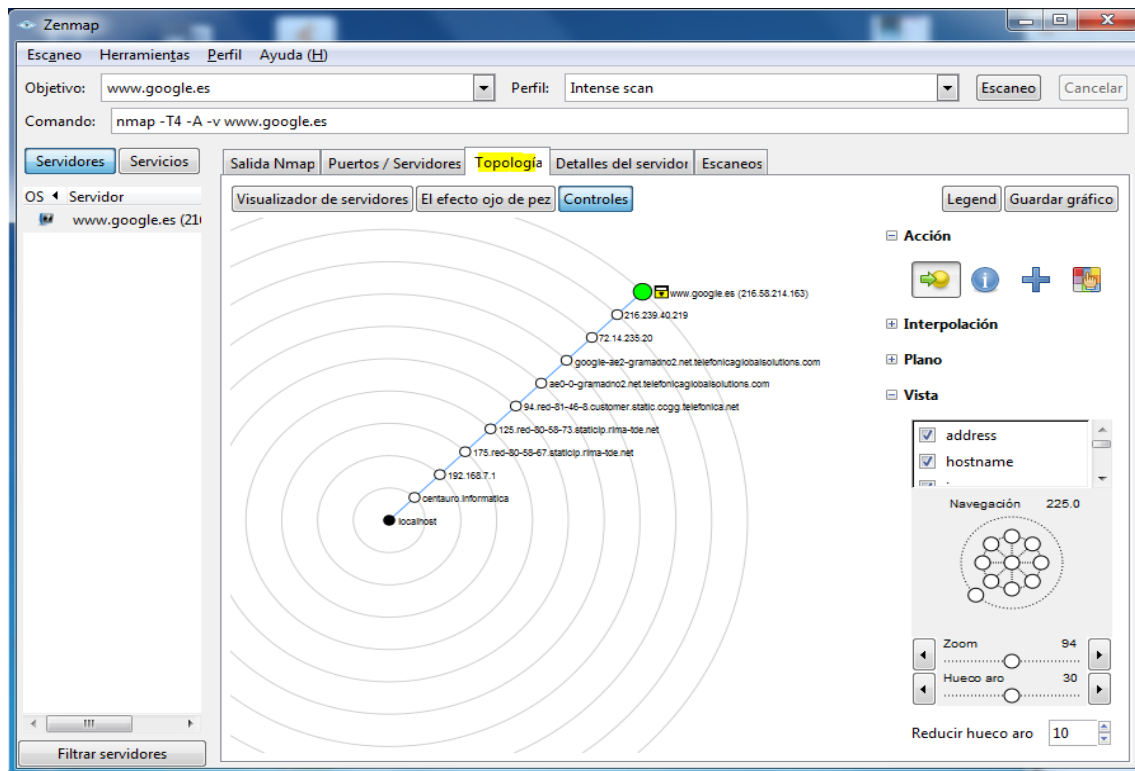 Zenmap
Escaneo Herramientas Perfil Ayuda (H)
Objetivo: www.google.es Perfil: Intense scan Escaneo Cancelar
Comando: nmap -T4 -A -v www.google.es
Servidores Servicios Salida Nmap Puertos / Servidores Topología Detalles del servidor Escaneos
Visualizador de servidores El efecto ojo de pez Controles Legend Guardar gráfico
OS Servidor
www.google.es (21
Acción
www.google.es (216.58.214.163)
216.239.40.219
Interpolación
72.14.235.20
google-ae2-gramadno2.net.telefonicaglobalsolutions.com
Plano
ae0-0-gramadno2.net.telefonicaglobalsolutions.com
Vista
94.red-81-46-8.customer.static.ccgg.telefonica.net
125.red-80-58-73.staticip.rima-tde.net
address
175.red-80-58-67.staticip.rima-tde.net
hostname
192.168.7.1
centauro.informatica
Navegación 225.0
localhost
Zoom 94
Hueco aro 30
Reducir hueco aro 10
Filtrar servidores